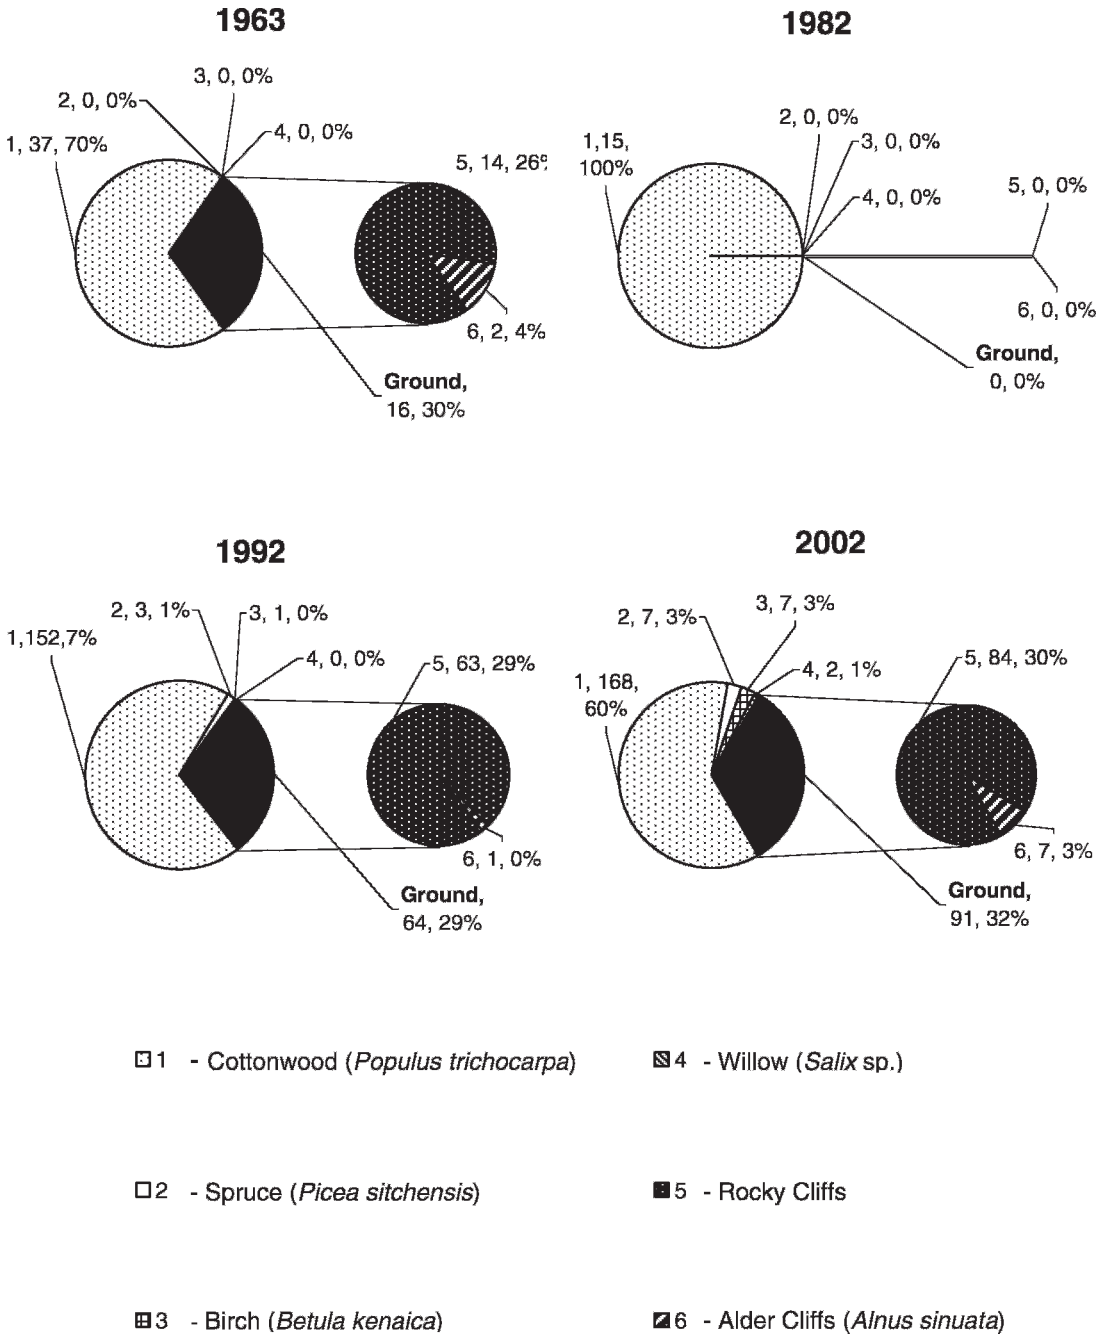 1963
3, 0, 0%
2, 0, 0%
4, 0, 0%
1, 37, 70%
5, 14, 26%
6, 2, 4%
Ground,
16, 30%
1982
2, 0, 0%
1,15,
100%
3, 0, 0%
4, 0, 0%
5, 0, 0%
6, 0, 0%
Ground,
0, 0%
1992
2, 3, 1%
3, 1, 0%
1,152,7%
4, 0, 0%
5, 63, 29%
6, 1, 0%
Ground,
64, 29%
2002
3, 7, 3%
2, 7, 3%
4, 2, 1%
5, 84, 30%
1, 168,
60%
6, 7, 3%
Ground,
91, 32%
1 - Cottonwood (Populus trichocarpa)
4 - Willow (Salix sp.)
2 - Spruce (Picea sitchensis)
5 - Rocky Cliffs
3 - Birch (Betula kenaica)
6 - Alder Cliffs (Alnus sinuata)